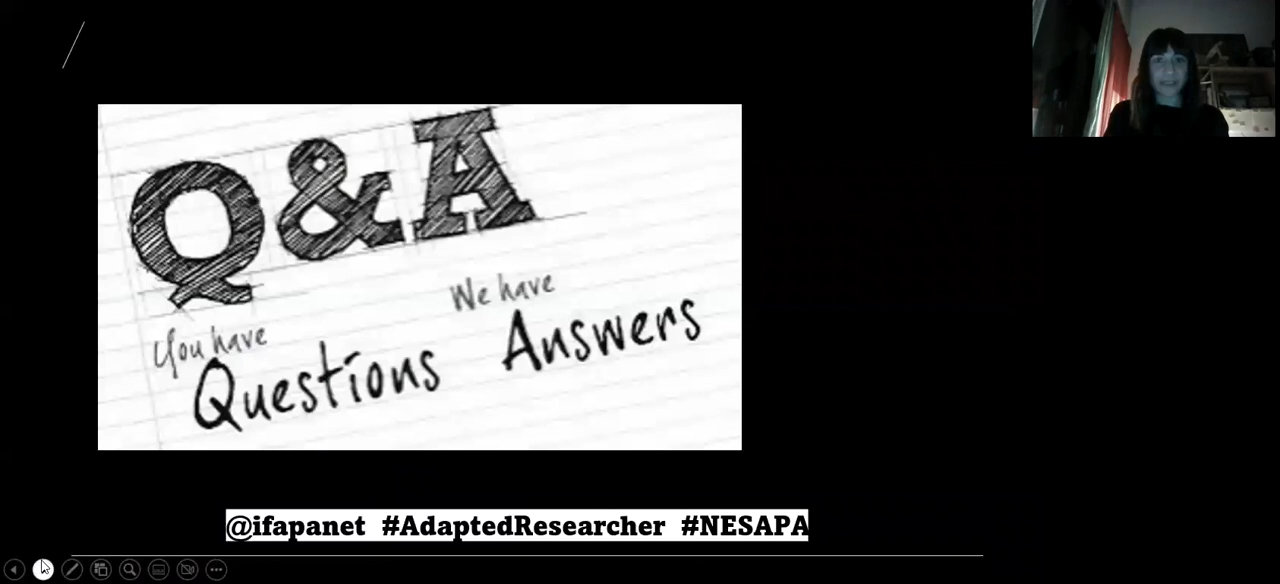 Q&A
You have
Questions
We have
Answers
@ifapanet #AdaptedResearcher #NESAPA